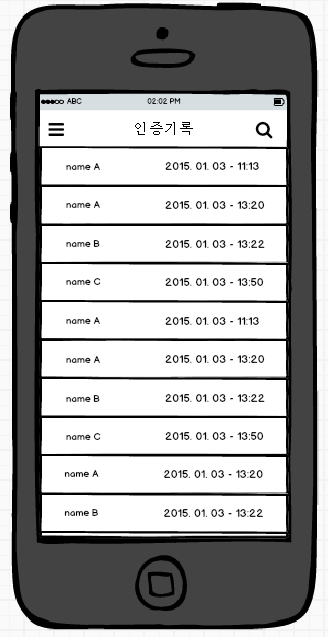 ABC 02:02 PM
인증기록
name A 2015. 01. 03 - 11:13
name A 2015. 01. 03 - 13:20
name B 2015. 01. 03 - 13:22
name C 2015. 01. 03 - 13:50
name A 2015. 01. 03 - 11:13
name A 2015. 01. 03 - 13:20
name B 2015. 01. 03 - 13:22
name C 2015. 01. 03 - 13:50
name A 2015. 01. 03 - 13:20
name B 2015. 01. 03 - 13:22